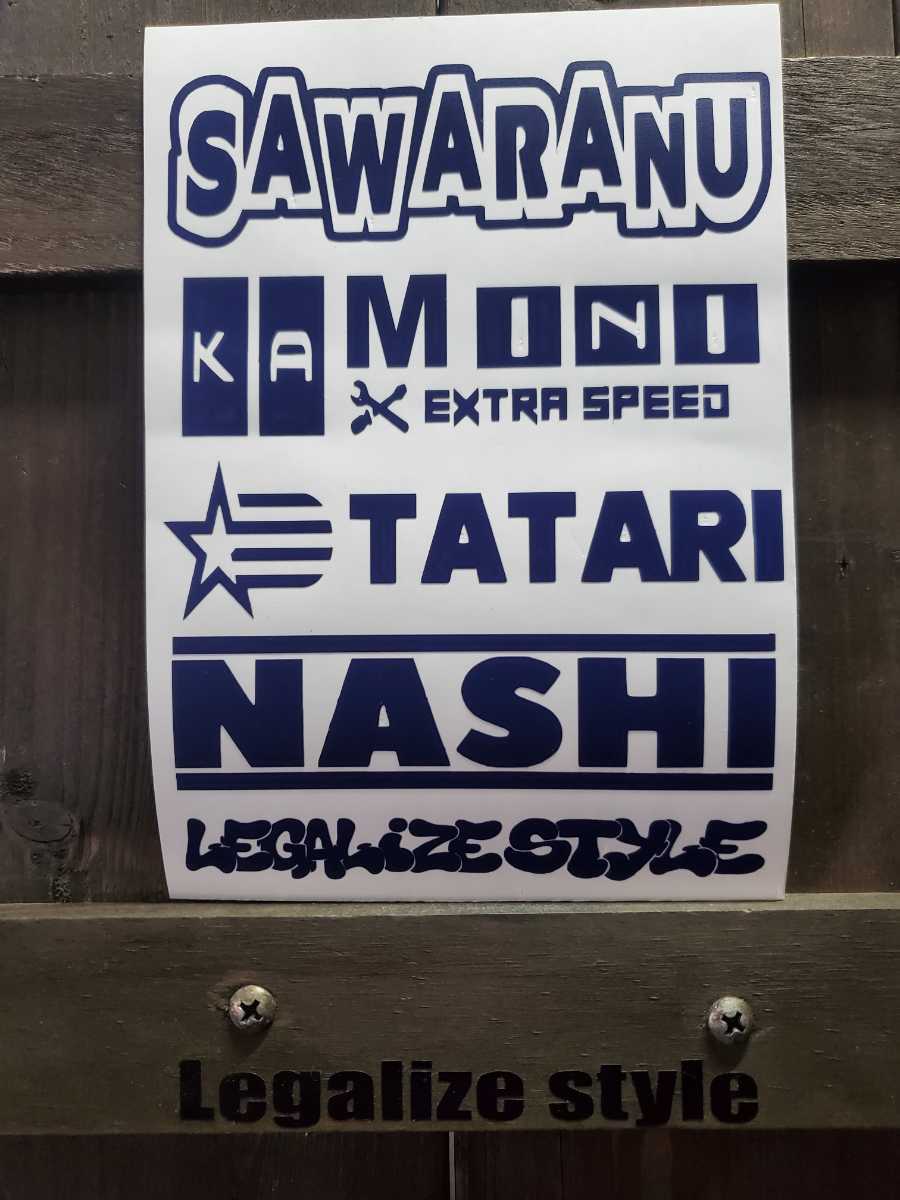 SAWARANU
KA MINI
EXTRA SPEED
TATARI
NASHI
LEGALiZE STYLE
Legalize style